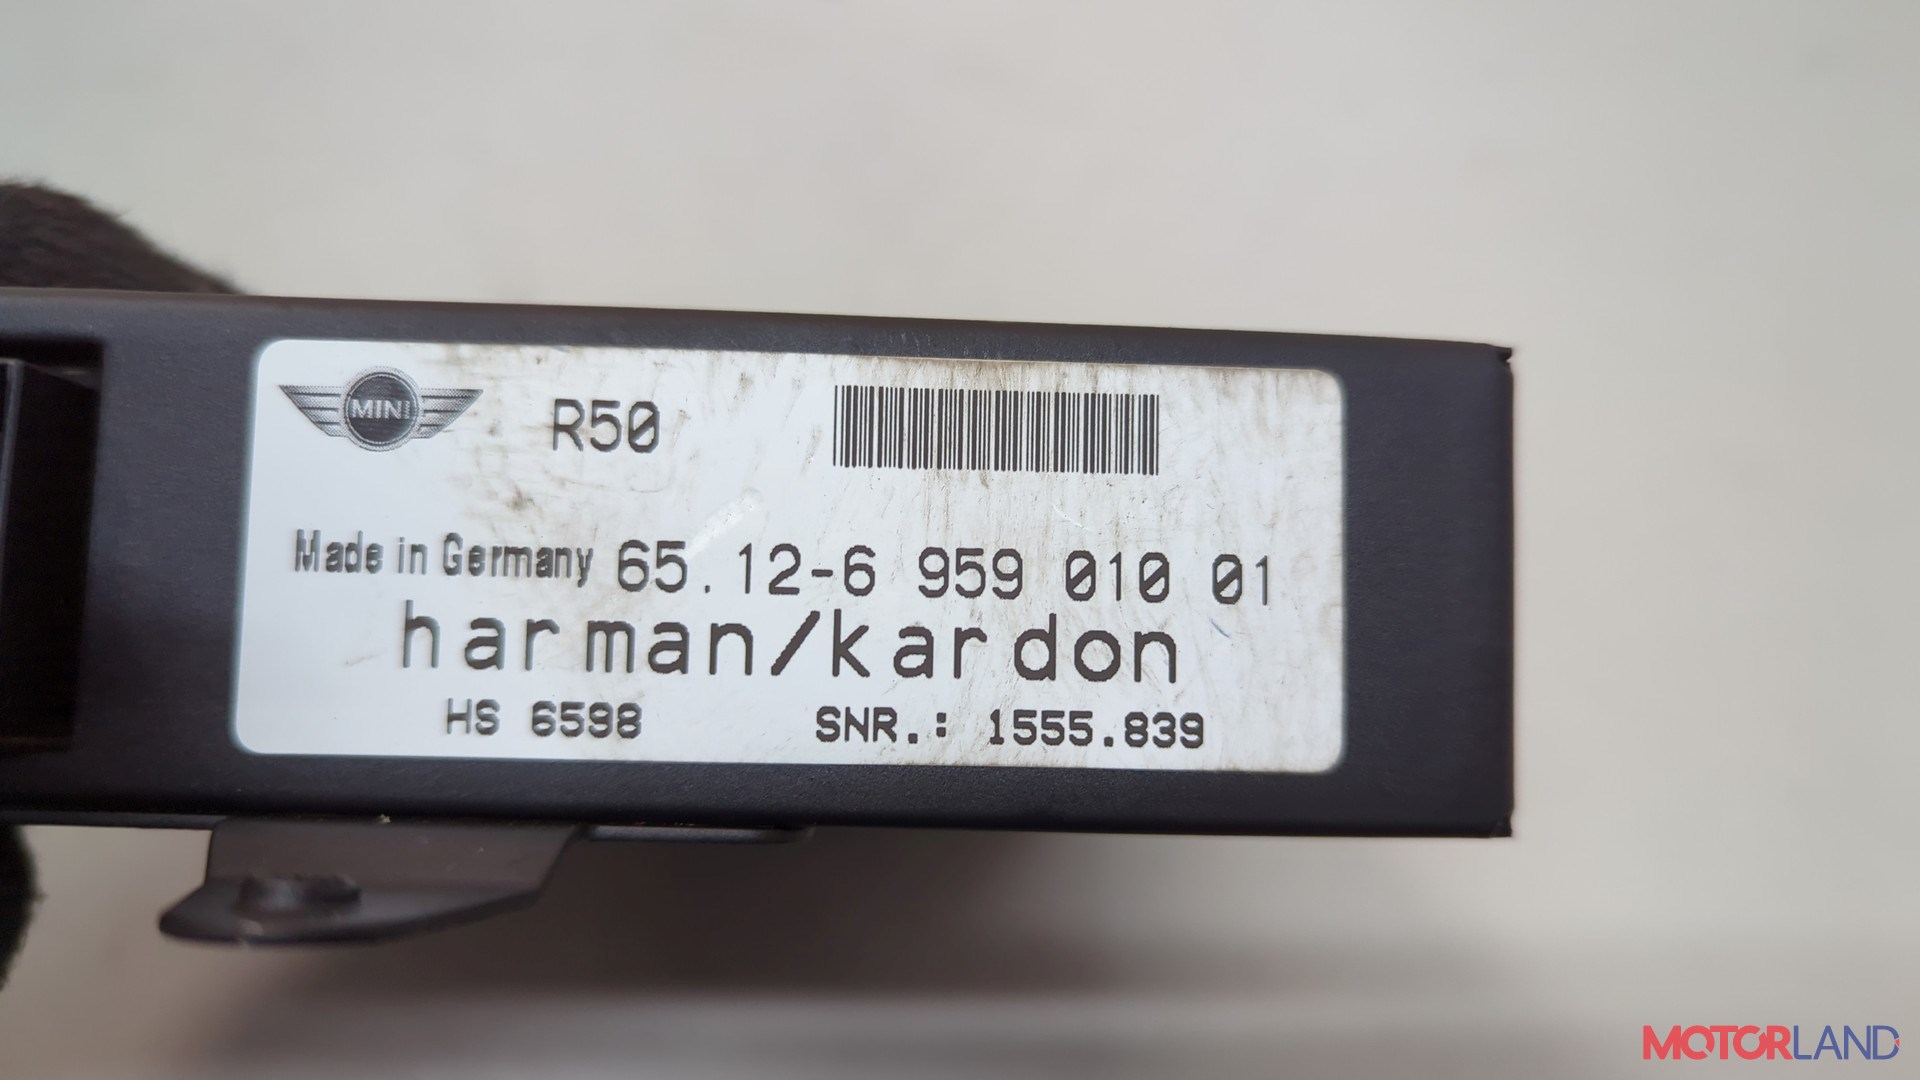 MINI R50
Made in Germany 65.12-6 959 010 01
harman/kardon
HS 6598 SNR.: 1555.839
MOTORLAND